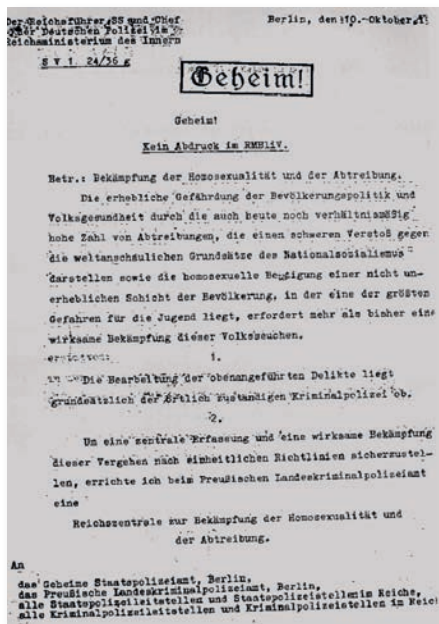 Der Reichsführer SS und Chef
der Deutschen Polizei im
Reichsministerium des Innern
S V 1 24/36 g
Berlin, den 10. Oktober
Geheim!
Geheim!
Kein Abdruck im RMBliV.
Betr.: Bekämpfung der Homosexualität und der Abtreibung.
Die erhebliche Gefährdung der Bevölkerungspolitik und
Volksgesundheit durch die auch heute noch verhältnismäßig
hohe Zahl von Abtreibungen, die einen schweren Verstoß gegen
die weltanschaulichen Grundsätze des Nationalsozialismus
darstellen sowie die homosexuelle Betätigung einer nicht un-
erheblichen Schicht der Bevölkerung, in der eine der größten
Gefahren für die Jugend liegt, erfordert mehr als bisher eine
wirksame Bekämpfung dieser Volksseuchen.
1.
Die Bearbeitung der obenangeführten Delikte liegt
grundsätzlich der örtlich zuständigen Kriminalpolizei ob.
2.
Um eine zentrale Erfassung und eine wirksame Bekämpfung
dieser Vergehen nach einheitlichen Richtlinien sicherzustel-
len, errichte ich beim Preußischen Landeskriminalpolizeiamt
eine
Reichszentrale zur Bekämpfung der Homosexualität und
der Abtreibung.
An
das Geheime Staatspolizeiamt, Berlin,
das Preußische Landeskriminalpolizeiamt, Berlin,
alle Staatspolizeileitstellen und Staatspolizeistellen im Reiche,
alle Kriminalpolizeileitstellen und Kriminalpolizeistellen im Reich